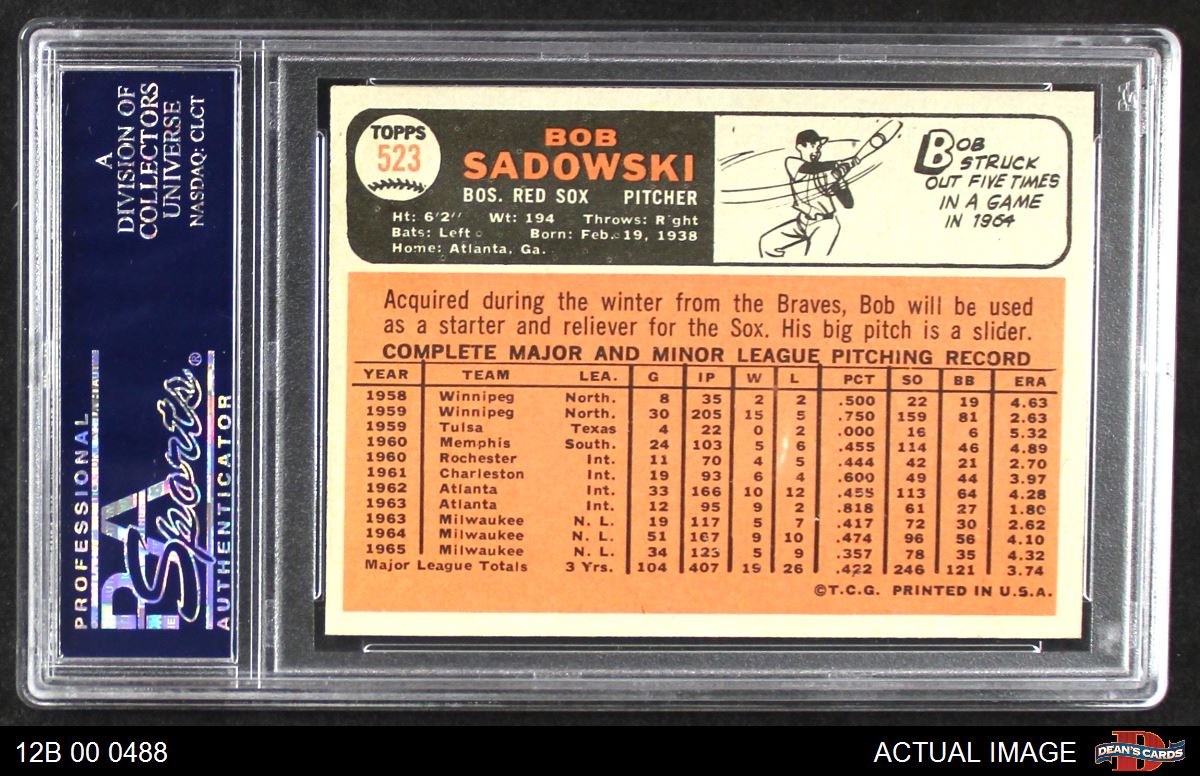 A
DIVISION OF
COLLECTORS
UNIVERSE
NASDAQ: CLCT
PROFESSIONAL
PSA
Sports®
AUTHENTICATOR
TOPPS
523
BOB
SADOWSKI
BOS. RED SOX PITCHER
Ht: 6'2" Wt: 194 Throws: Right
Bats: Left Born: Feb. 19, 1938
Home: Atlanta, Ga.
BOB
STRUCK
OUT FIVE TIMES
IN A GAME
IN 1964
Acquired during the winter from the Braves, Bob will be used
as a starter and reliever for the Sox. His big pitch is a slider.
COMPLETE MAJOR AND MINOR LEAGUE PITCHING RECORD
YEAR TEAM LEA. G IP W L PCT SO BB ERA
1958 Winnipeg North. 8 35 2 2 .500 22 19 4.63
1959 Winnipeg North. 30 205 15 5 .750 159 81 2.63
1959 Tulsa Texas 4 22 0 2 .000 16 6 5.32
1960 Memphis South. 24 103 5 6 .455 114 46 4.89
1960 Rochester Int. 11 70 4 5 .444 42 21 2.70
1961 Charleston Int. 19 93 6 4 .600 49 44 3.97
1962 Atlanta Int. 33 166 10 12 .455 113 64 4.28
1963 Atlanta Int. 12 95 9 2 .818 61 27 1.80
1963 Milwaukee N. L. 19 117 5 7 .417 72 30 2.62
1964 Milwaukee N. L. 51 167 9 10 .474 96 56 4.10
1965 Milwaukee N. L. 34 123 5 9 .357 78 35 4.32
Major League Totals 3 Yrs. 104 407 19 26 .422 246 121 3.74
©T.C.G. PRINTED IN U.S.A.
12B 00 0488
ACTUAL IMAGE
DEAN'S CARDS